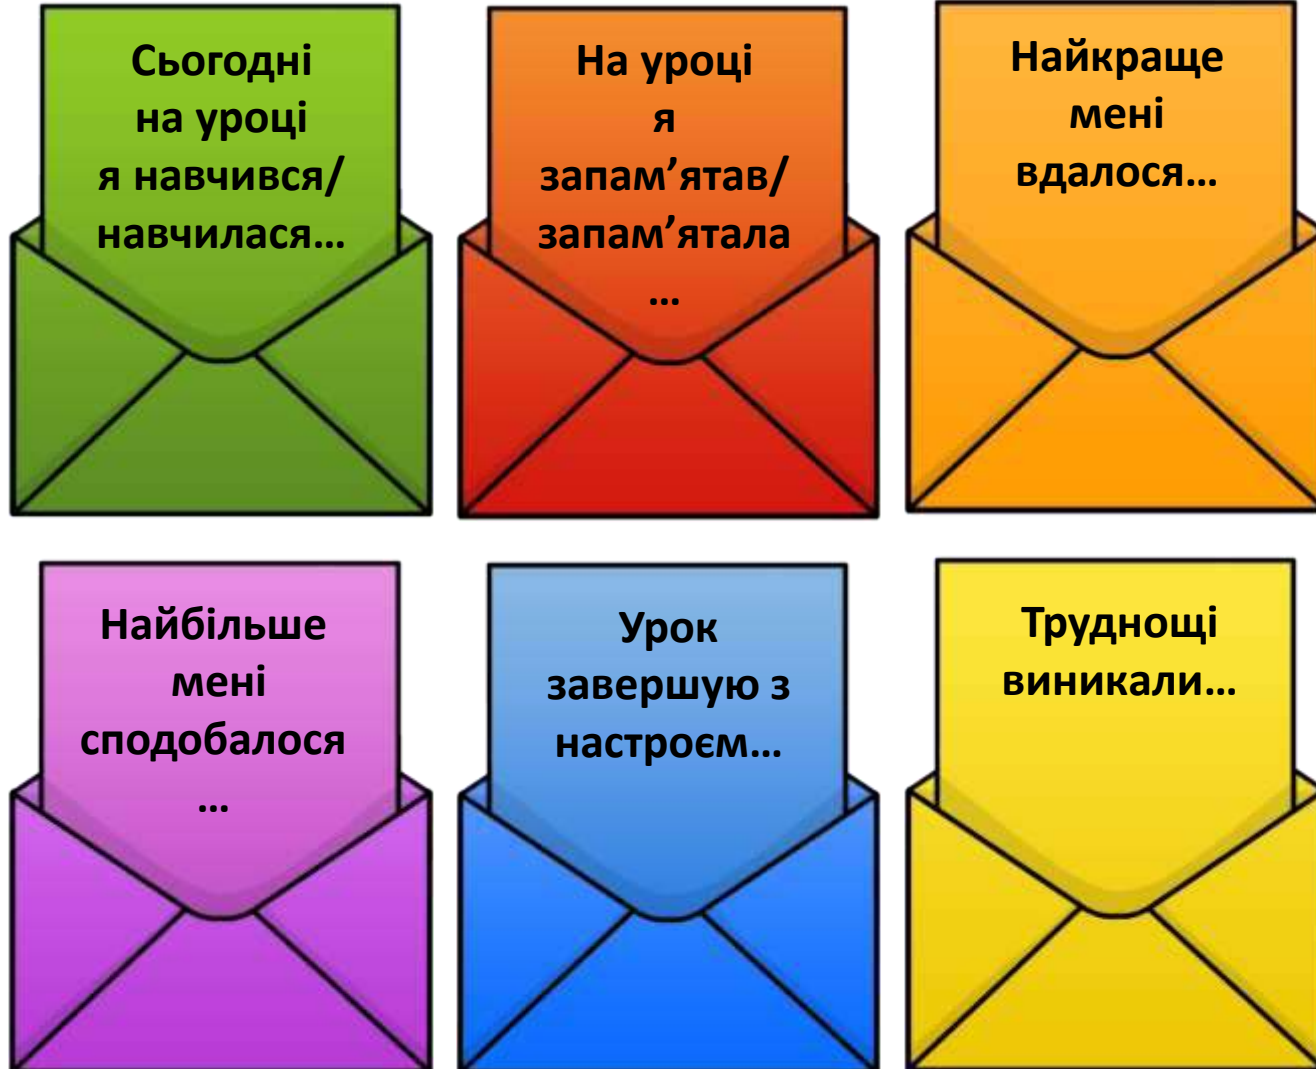 Сьогодні
на уроці
я навчився/
навчилася…
На уроці
я
запам’ятав/
запам’ятала
…
Найкраще
мені
вдалося…
Найбільше
мені
сподобалося
…
Урок
завершую з
настроєм…
Труднощі
виникали…